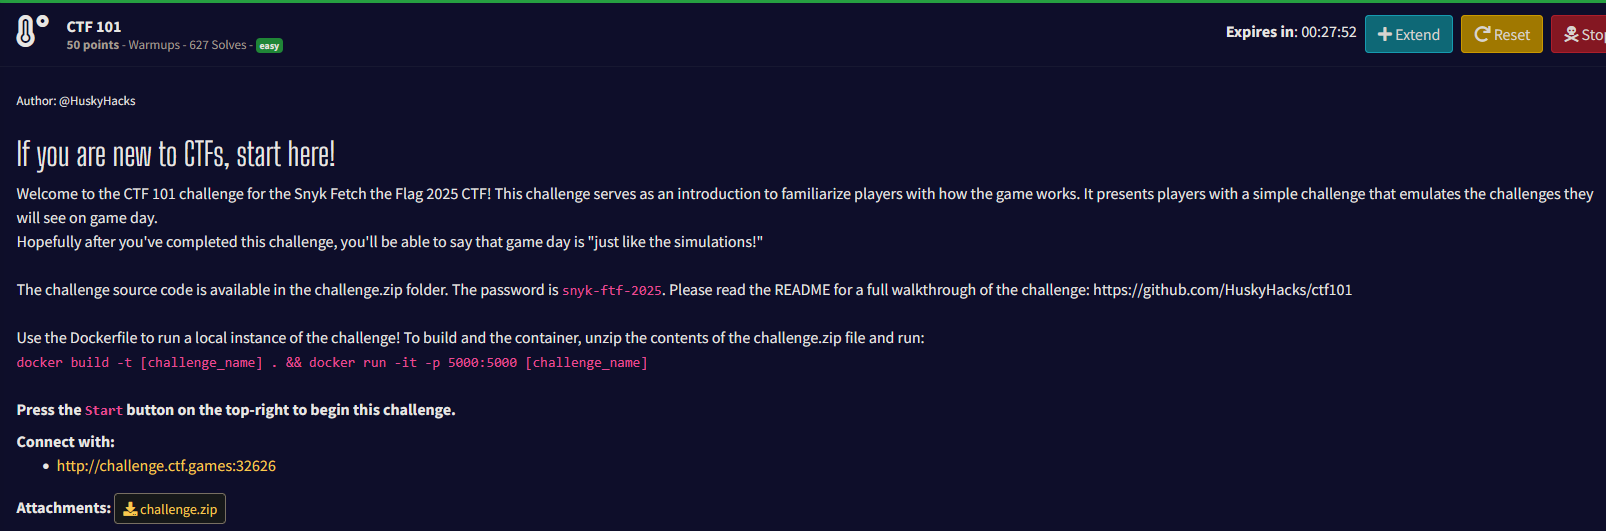 CTF 101
50 points - Warmups - 627 Solves - easy
Expires in: 00:27:52
Extend
Reset
Author: @HuskyHacks
If you are new to CTFs, start here!
Welcome to the CTF 101 challenge for the Snyk Fetch the Flag 2025 CTF! This challenge serves as an introduction to familiarize players with how the game works. It presents players with a simple challenge that emulates the challenges they
will see on game day.
Hopefully after you've completed this challenge, you'll be able to say that game day is "just like the simulations!"
The challenge source code is available in the challenge.zip folder. The password is snyk-ftf-2025. Please read the README for a full walkthrough of the challenge: https://github.com/HuskyHacks/ctf101
Use the Dockerfile to run a local instance of the challenge! To build and the container, unzip the contents of the challenge.zip file and run:
docker build -t [challenge_name] . && docker run -it -p 5000:5000 [challenge_name]
Press the Start button on the top-right to begin this challenge.
Connect with:
• http://challenge.ctf.games:32626
Attachments: challenge.zip